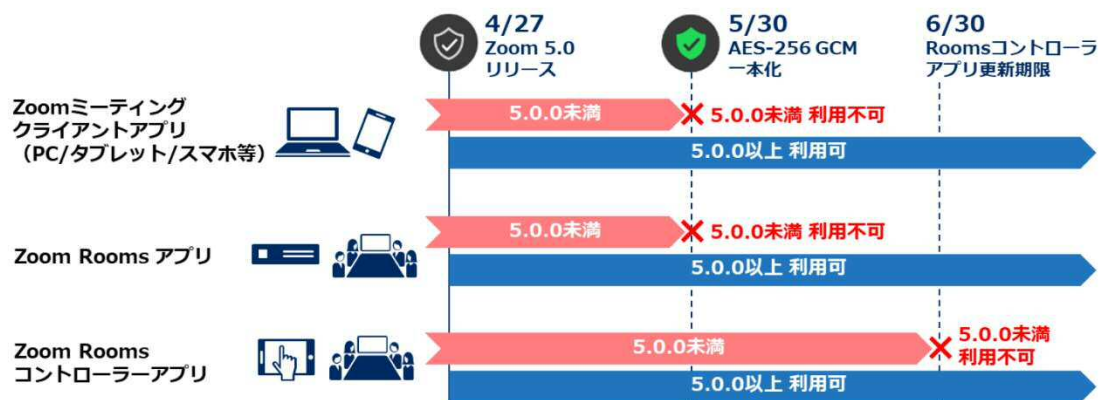 4/27
Zoom 5.0
リリース
5/30
AES-256 GCM
一本化
6/30
Roomsコントローラ
アプリ更新期限
Zoomミーティング
クライアントアプリ
（PC/タブレット/スマホ等）
5.0.0未満
5.0.0未満 利用不可
5.0.0以上 利用可
Zoom Rooms アプリ
5.0.0未満
5.0.0未満 利用不可
5.0.0以上 利用可
Zoom Rooms
コントローラーアプリ
5.0.0未満
5.0.0未満
利用不可
5.0.0以上 利用可